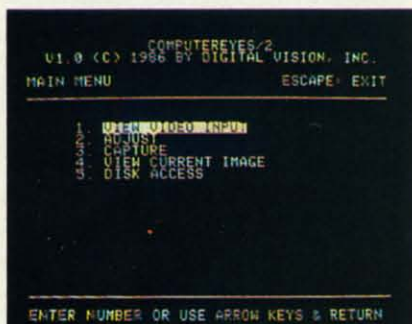 COMPUTEREYES/2
V1.0 (C) 1986 BY DIGITAL VISION, INC.
MAIN MENU ESCAPE: EXIT
1. VIEW VIDEO INPUT
2. ADJUST
3. CAPTURE
4. VIEW CURRENT IMAGE
5. DISK ACCESS
ENTER NUMBER OR USE ARROW KEYS & RETURN